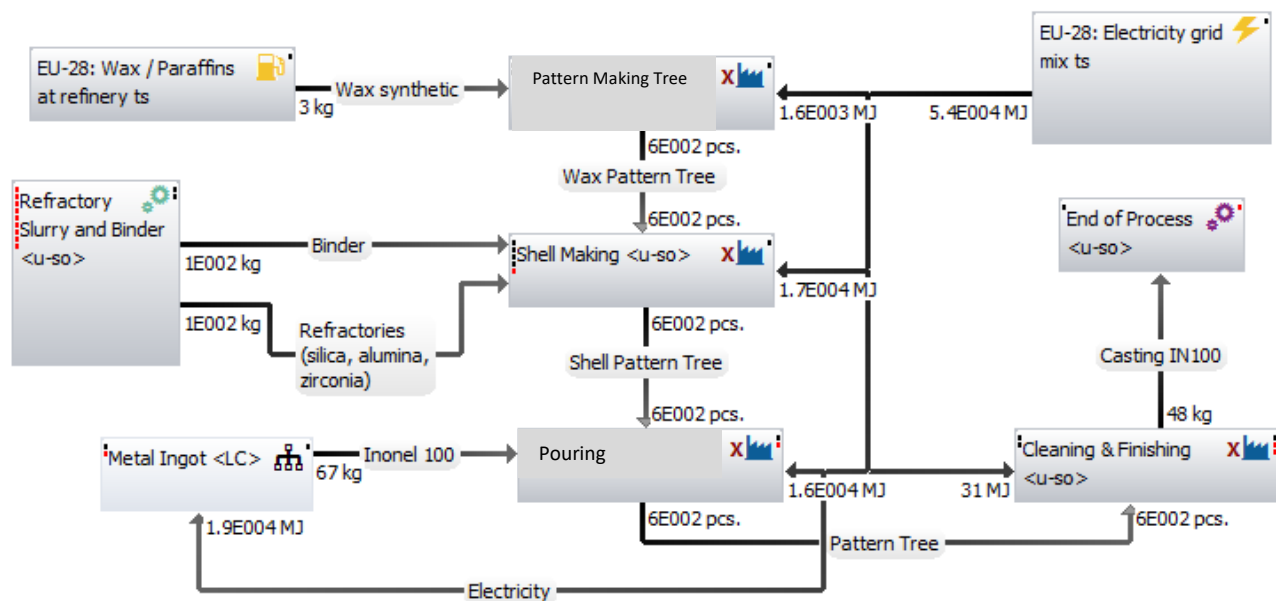 EU-28: Wax / Paraffins
at refinery ts
Wax synthetic
3 kg
Pattern Making Tree
X
EU-28: Electricity grid
mix ts
1.6E003 MJ
5.4E004 MJ
6E002 pcs.
Wax Pattern Tree
6E002 pcs.
Refractory
Slurry and Binder
<u-so>
Binder
1E002 kg
1E002 kg
Refractories
(silica, alumina,
zirconia)
Shell Making <u-so>
X
1.7E004 MJ
End of Process
<u-so>
6E002 pcs.
Shell Pattern Tree
6E002 pcs.
Casting IN100
48 kg
Metal Ingot <LC>
Inonel 100
67 kg
1.9E004 MJ
Pouring
X
1.6E004 MJ
31 MJ
Cleaning & Finishing
<u-so>
X
6E002 pcs.
Pattern Tree
6E002 pcs.
Electricity